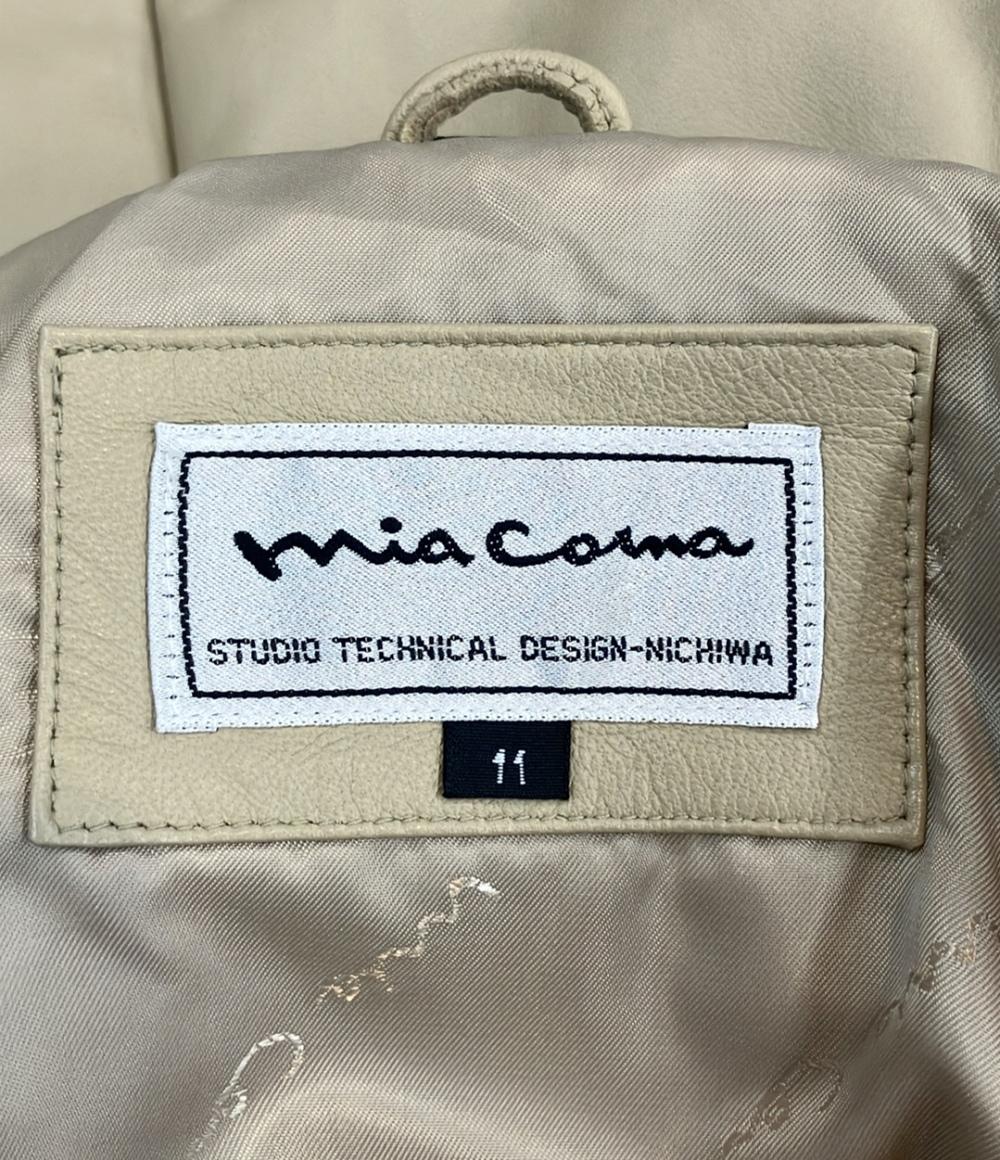 mia Coma
STUDIO TECHNICAL DESIGN-NICHIWA
11